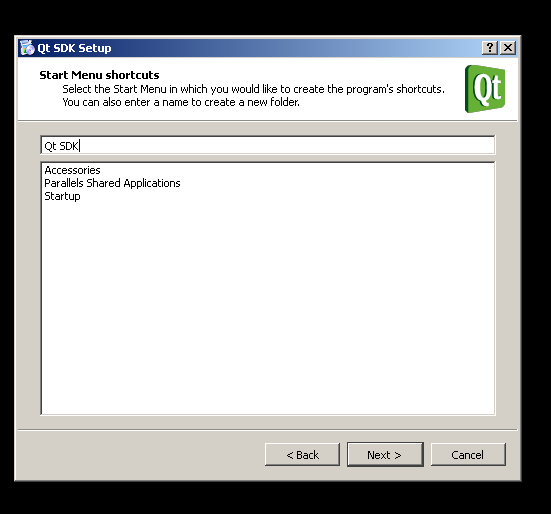 Qt SDK Setup
Start Menu shortcuts
Select the Start Menu in which you would like to create the program's shortcuts.
You can also enter a name to create a new folder.
Qt
Qt SDK
Accessories
Parallels Shared Applications
Startup
< Back
Next >
Cancel